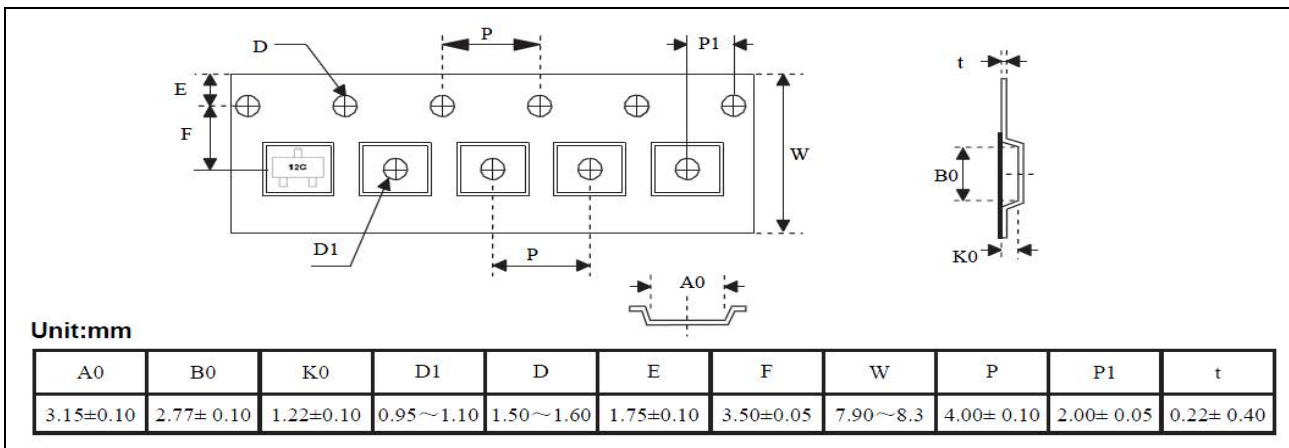 P
P1
D
t
E
F
W
12C
B0
D1
P
K0
A0
Unit:mm
A0 B0 K0 D1 D E F W P P1 t
3.15±0.10 2.77± 0.10 1.22±0.10 0.95～1.10 1.50～1.60 1.75±0.10 3.50±0.05 7.90～8.3 4.00± 0.10 2.00± 0.05 0.22± 0.40